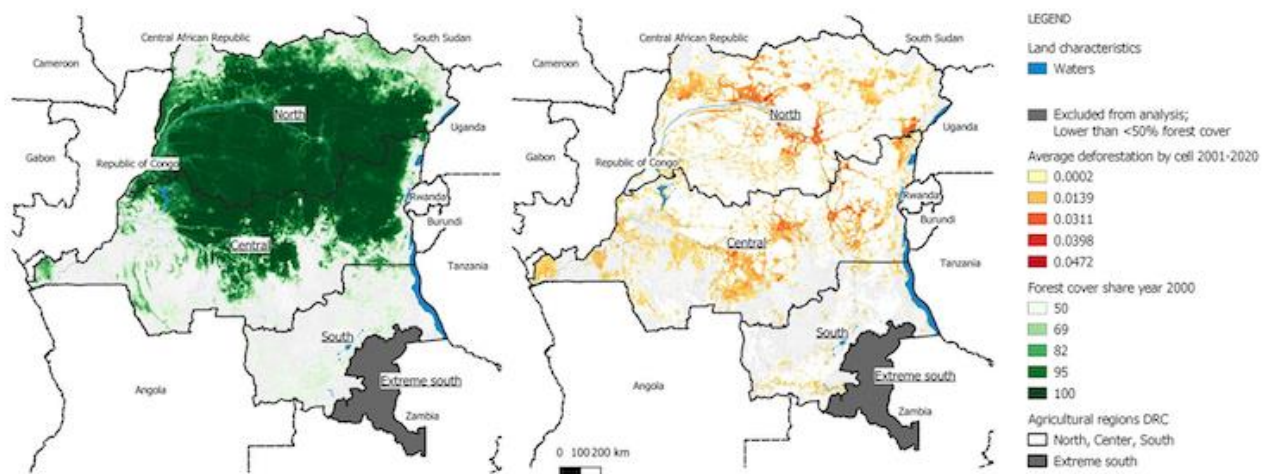 Central African Republic
South Sudan
Cameroon
North
Uganda
Gabon
Republic of Congo
Rwanda
Burundi
Central
Tanzania
South
Angola
Extreme south
Zambia
Central African Republic
South Sudan
Cameroon
North
Uganda
Gabon
Republic of Congo
Rwanda
Burundi
Central
Tanzania
South
Angola
Extreme south
Zambia
0 100 200 km
LEGEND
Land characteristics
Waters
Excluded from analysis;
Lower than <50% forest cover
Average deforestation by cell 2001-2020
0.0002
0.0139
0.0311
0.0398
0.0472
Forest cover share year 2000
50
69
82
95
100
Agricultural regions DRC
North, Center, South
Extreme south